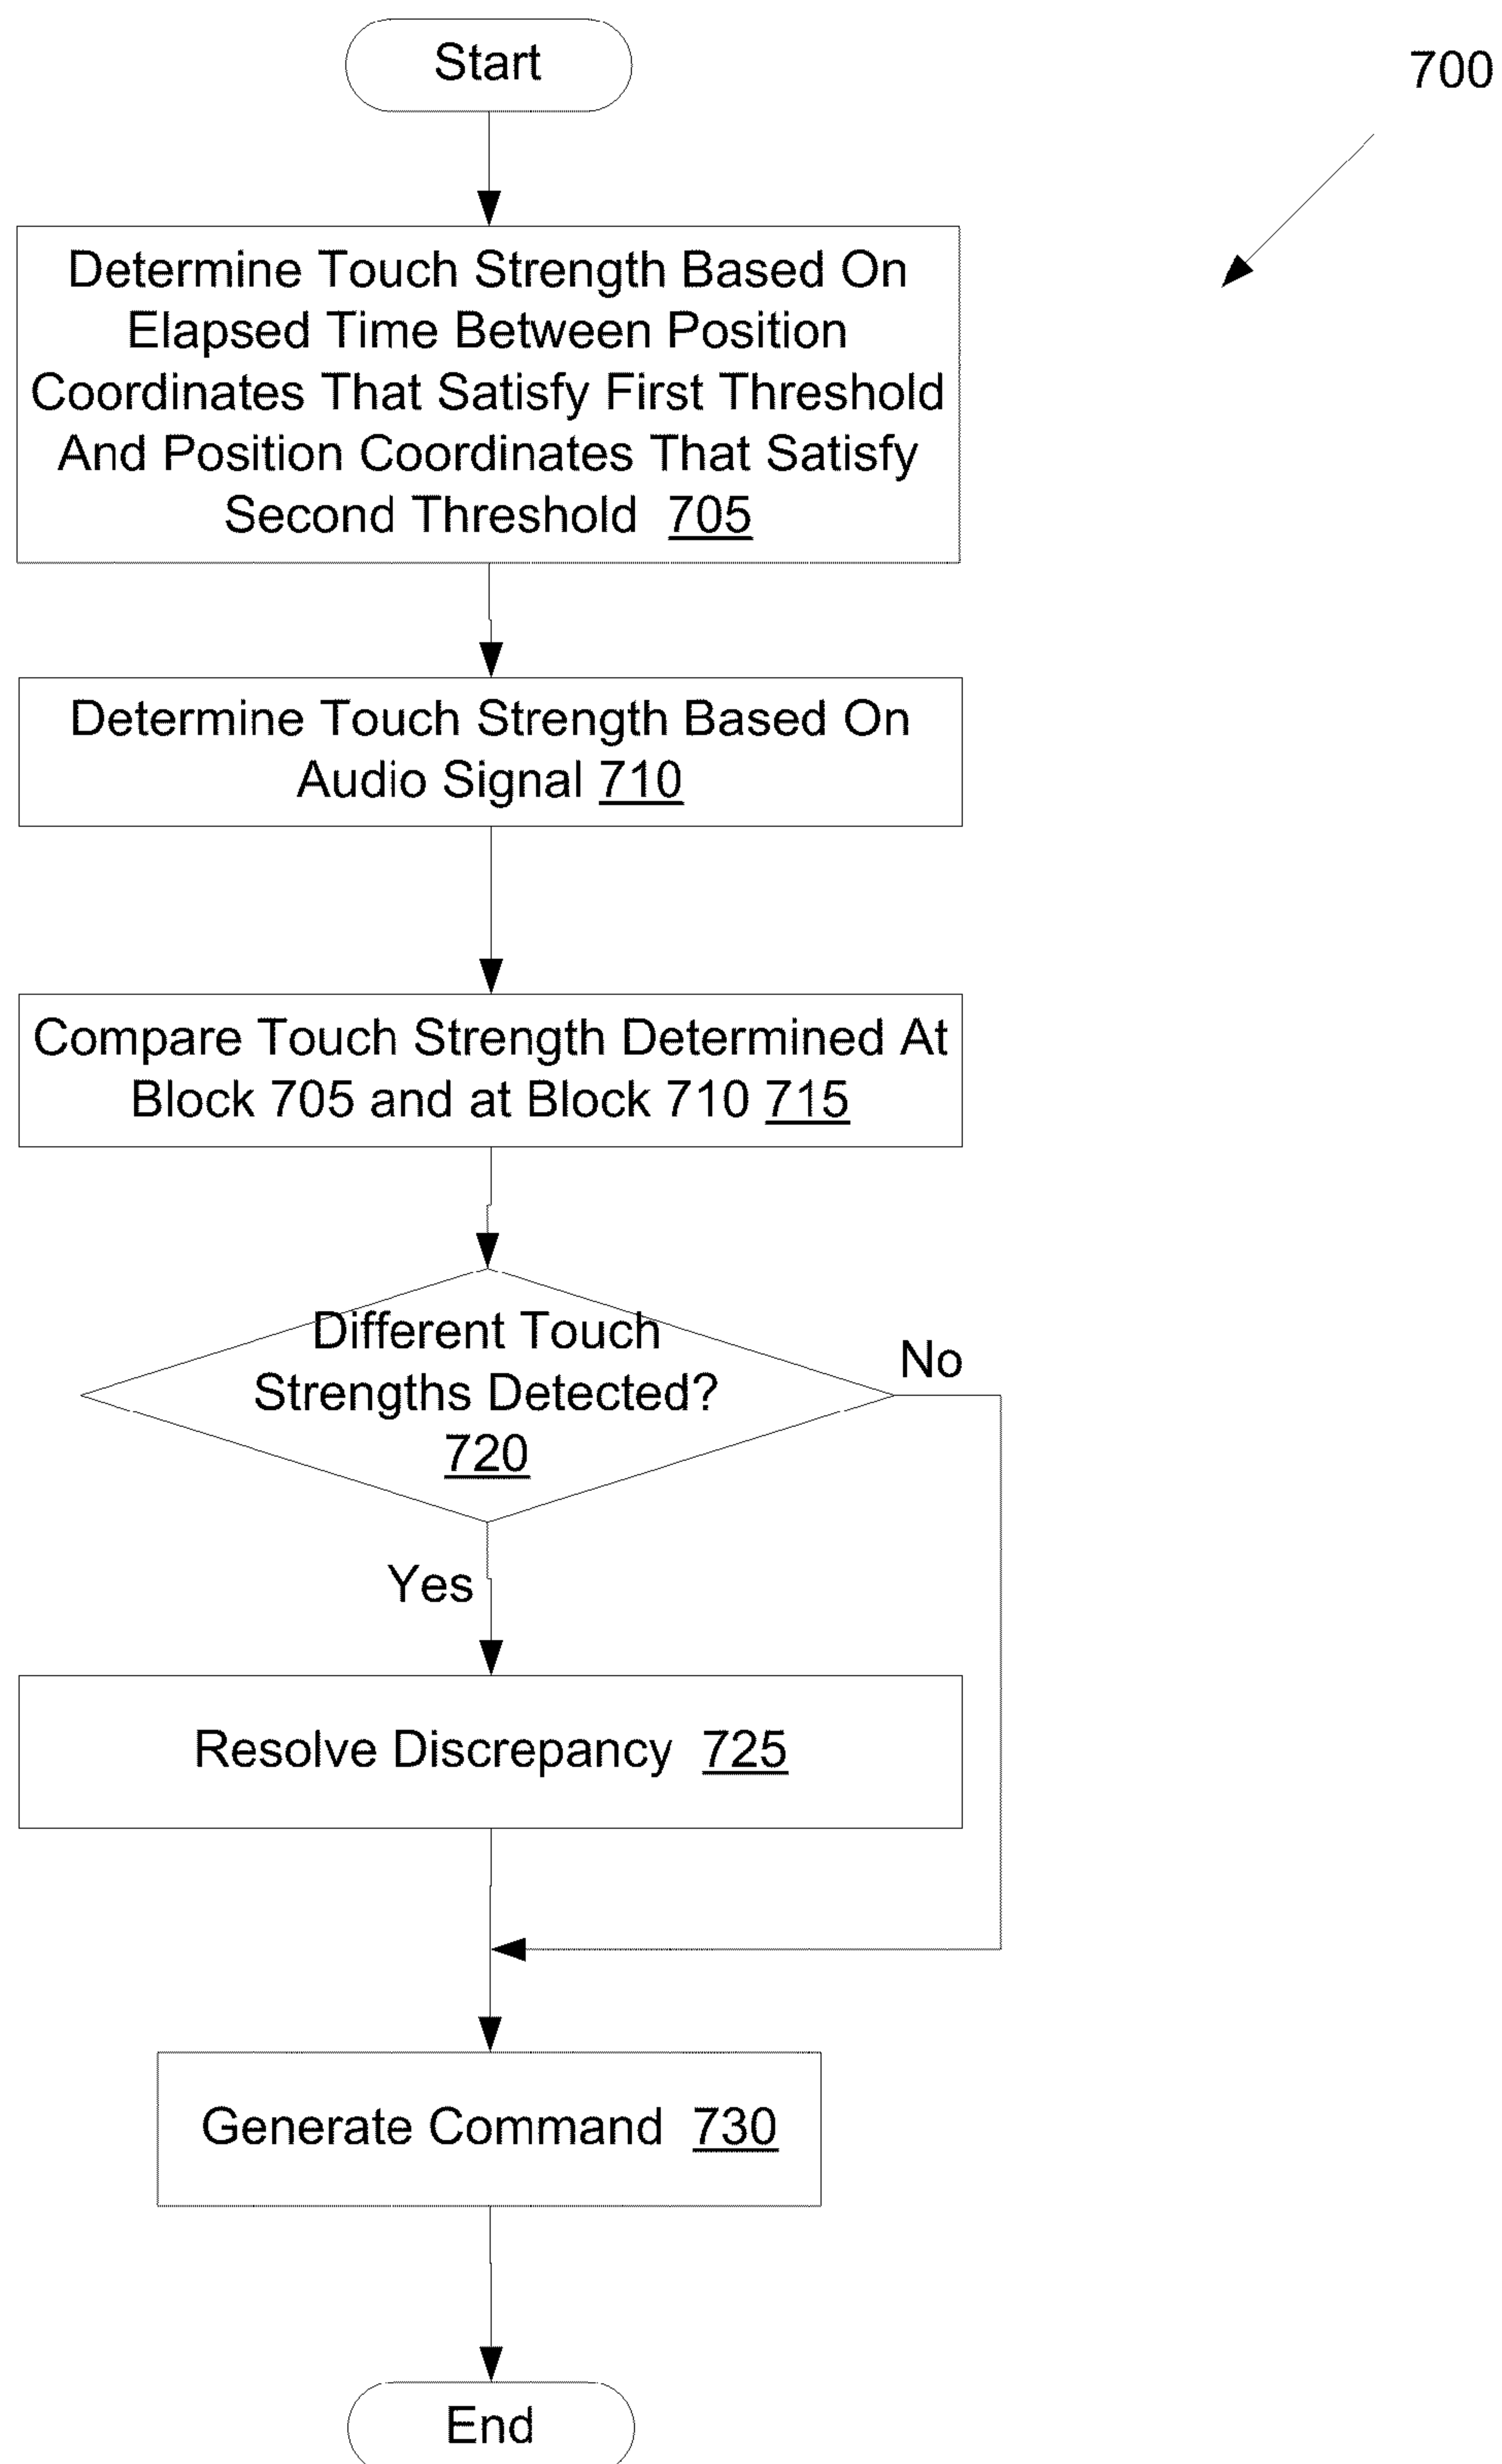 Start
700
Determine Touch Strength Based On
Elapsed Time Between Position
Coordinates That Satisfy First Threshold
And Position Coordinates That Satisfy
Second Threshold 705
Determine Touch Strength Based On
Audio Signal 710
Compare Touch Strength Determined At
Block 705 and at Block 710 715
Different Touch
Strengths Detected?
720
No
Yes
Resolve Discrepancy 725
Generate Command 730
End